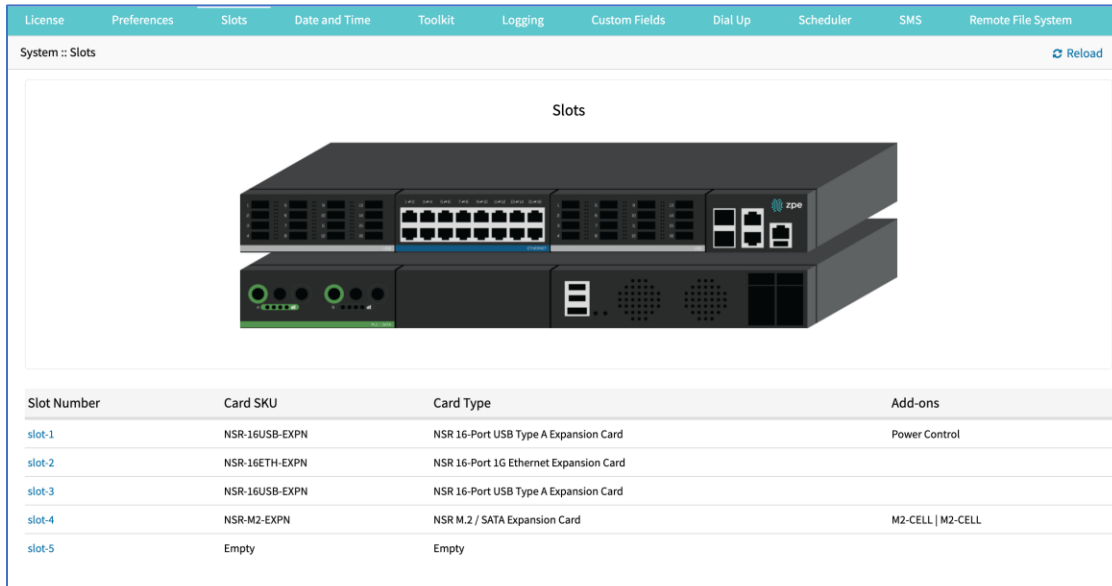 License Preferences Slots Date and Time Toolkit Logging Custom Fields Dial Up Scheduler SMS Remote File System
System :: Slots Reload
Slots
zpe
ETHERNET
Slot Number Card SKU Card Type Add-ons
slot-1 NSR-16USB-EXPN NSR 16-Port USB Type A Expansion Card Power Control
slot-2 NSR-16ETH-EXPN NSR 16-Port 1G Ethernet Expansion Card
slot-3 NSR-16USB-EXPN NSR 16-Port USB Type A Expansion Card
slot-4 NSR-M2-EXPN NSR M.2 / SATA Expansion Card M2-CELL | M2-CELL
slot-5 Empty Empty